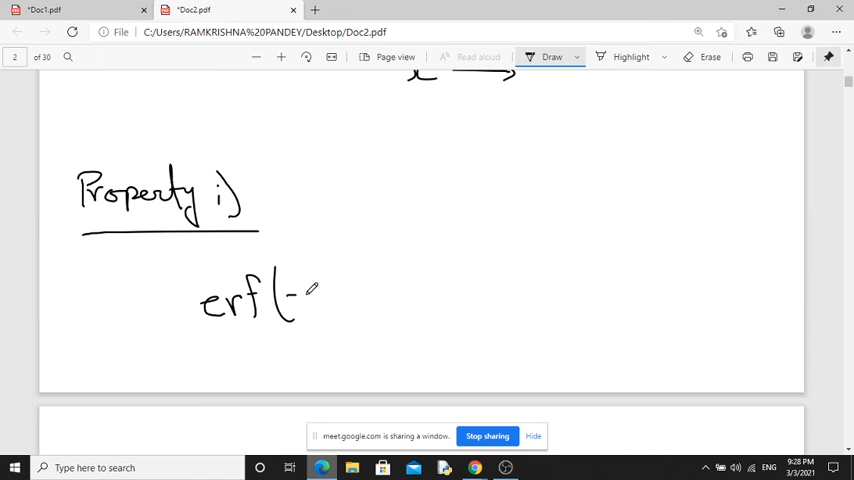 *Doc1.pdf
*Doc2.pdf
File C:/Users/RAMKRISHNA%20PANDEY/Desktop/Doc2.pdf
2 of 30 Page view Read aloud Draw Highlight Erase
x
Property i)
erf(-
meet.google.com is sharing a window. Stop sharing Hide
Type here to search
ENG
9:28 PM
3/3/2021